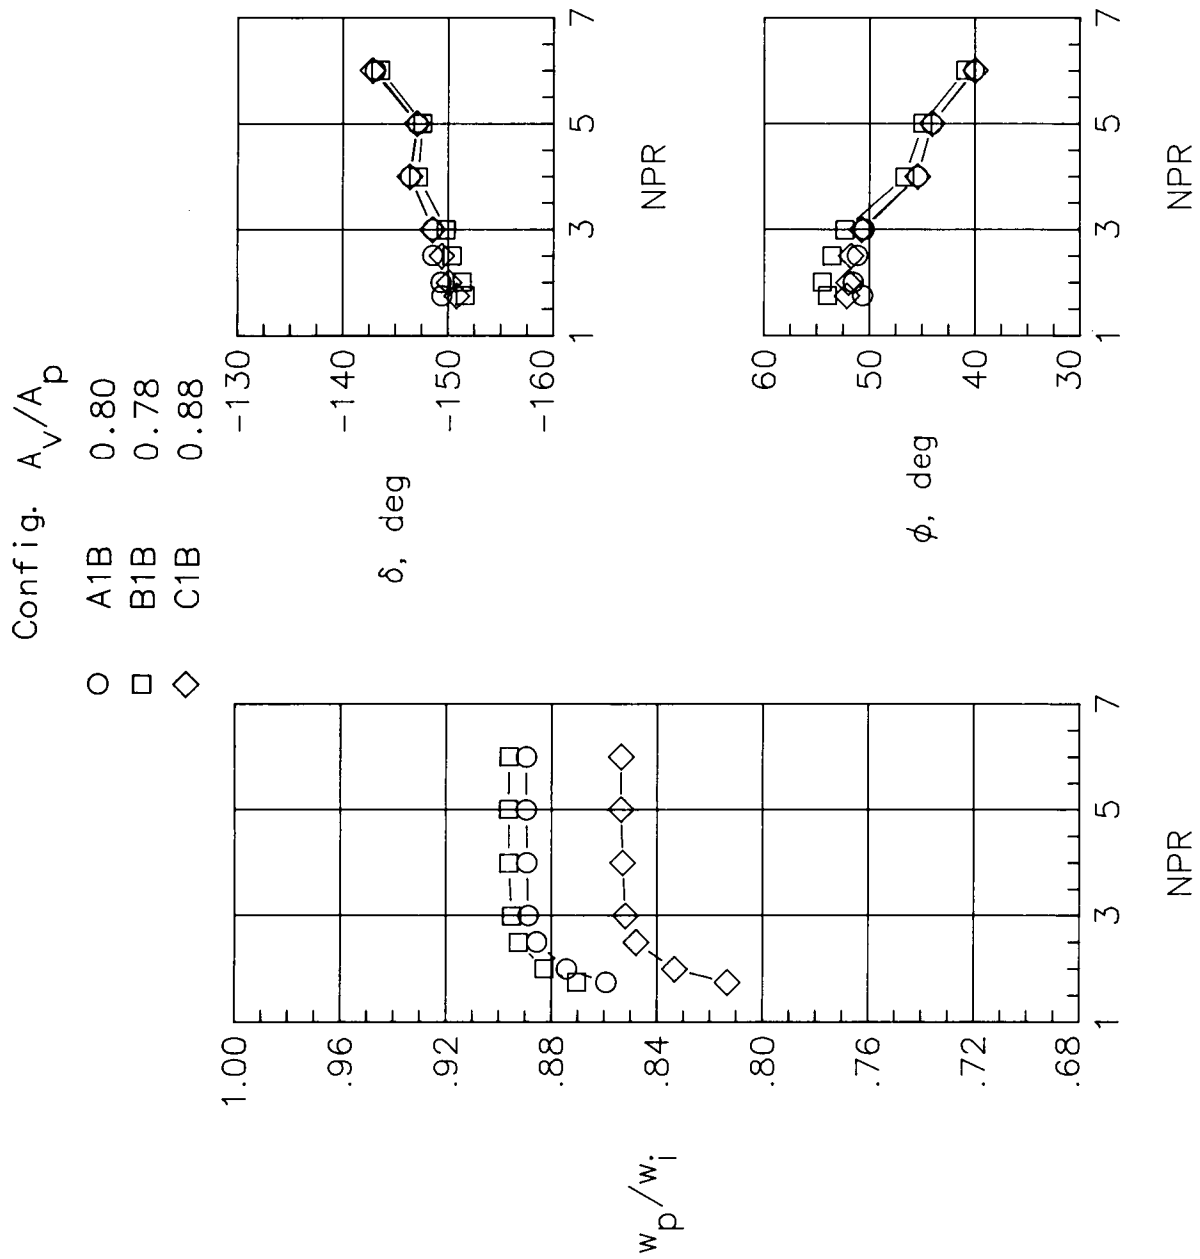 Config. A_v/A_p
A1B 0.80
B1B 0.78
C1B 0.88
w_p/w_i
1.00
.96
.92
.88
.84
.80
.76
.72
.68
1 3 5 7
NPR
δ, deg
-130
-140
-150
-160
1 3 5 7
NPR
ϕ, deg
60
50
40
30
1 3 5 7
NPR